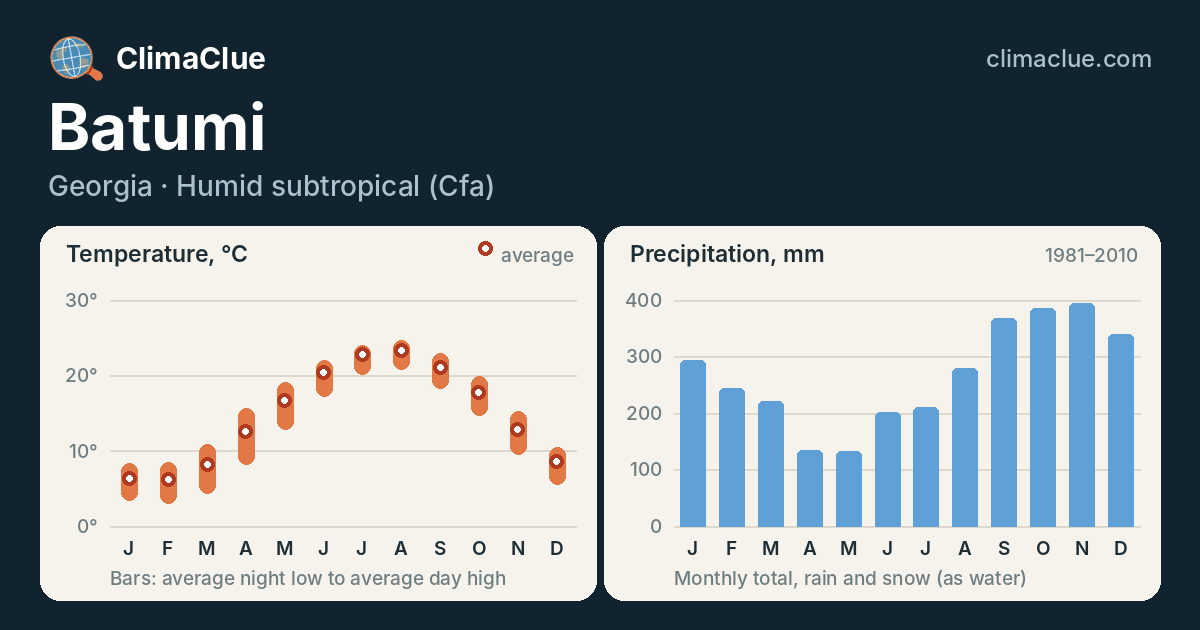 ClimaClue
climaclue.com
Batumi
Georgia · Humid subtropical (Cfa)
Temperature, °C
average
30°
20°
10°
0°
J F M A M J J A S O N D
Bars: average night low to average day high
Precipitation, mm
1981–2010
400
300
200
100
0
J F M A M J J A S O N D
Monthly total, rain and snow (as water)